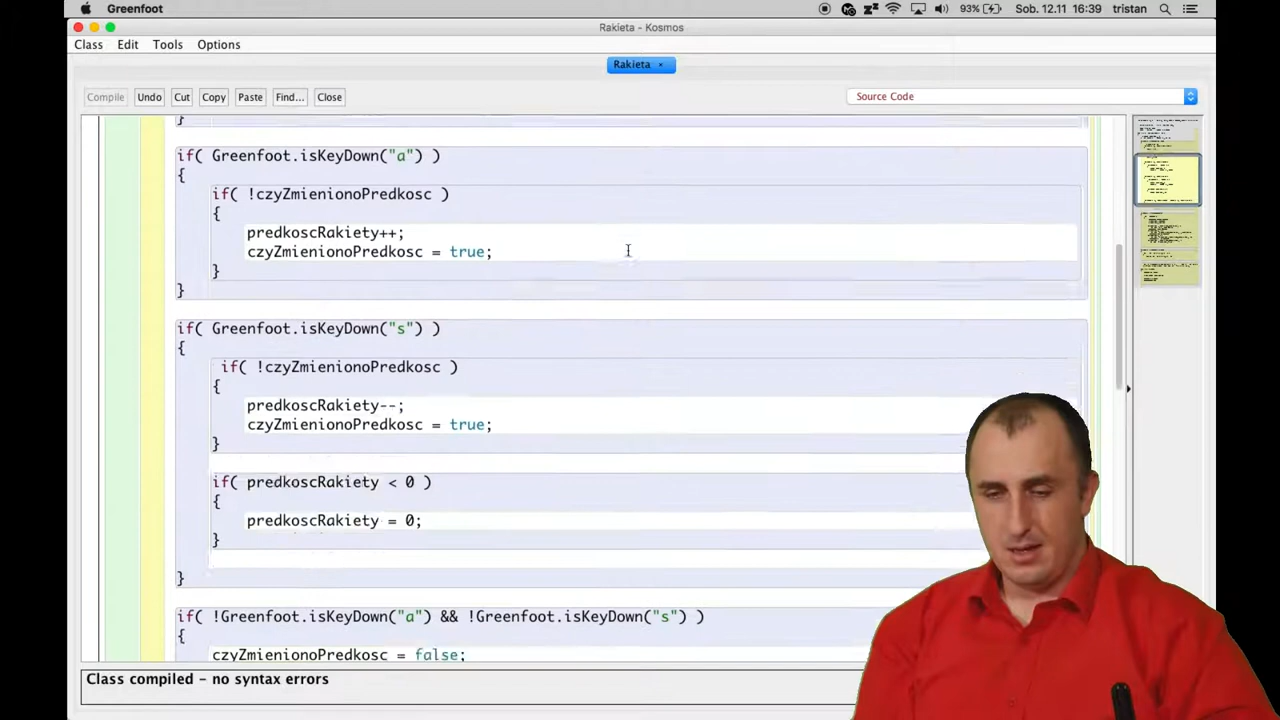 Greenfoot 93% Sob. 12.11 16:39 tristan
Rakieta - Kosmos
Class Edit Tools Options
Rakieta ×
Compile Undo Cut Copy Paste Find... Close Source Code
}
if( Greenfoot.isKeyDown("a") )
{
if( !czyZmienionoPredkosc )
{
predkoscRakiety++;
czyZmienionoPredkosc = true;
}
}
if( Greenfoot.isKeyDown("s") )
{
if( !czyZmienionoPredkosc )
{
predkoscRakiety--;
czyZmienionoPredkosc = true;
}
if( predkoscRakiety < 0 )
{
predkoscRakiety = 0;
}
}
if( !Greenfoot.isKeyDown("a") && !Greenfoot.isKeyDown("s") )
{
czyZmienionoPredkosc = false;
Class compiled - no syntax errors